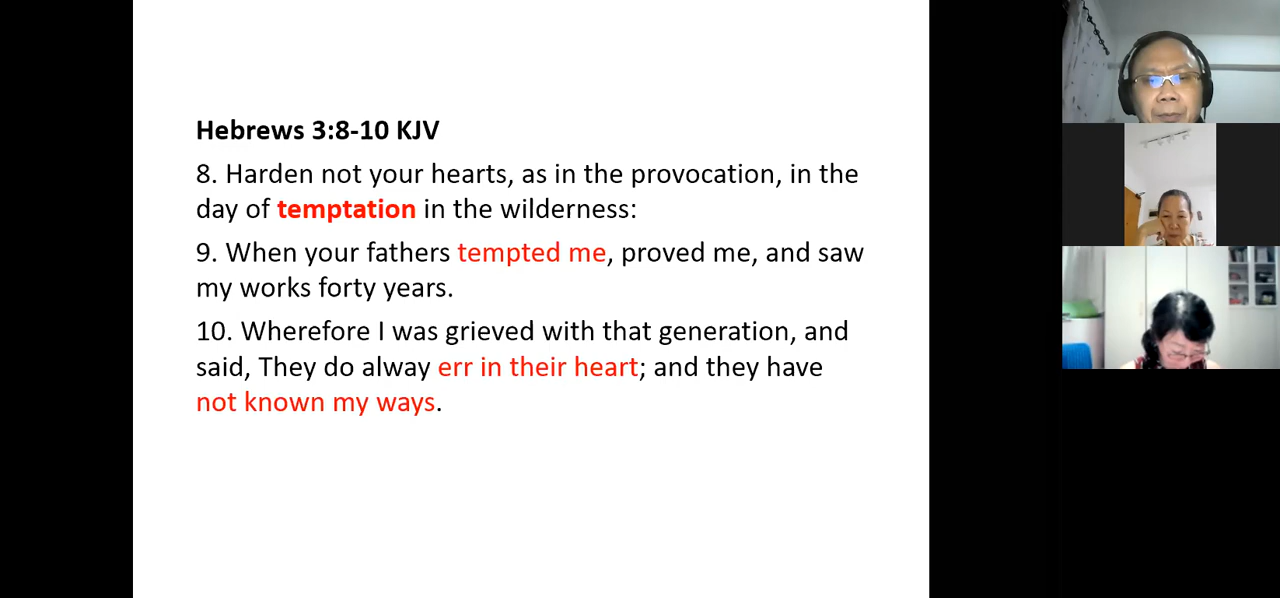 Hebrews 3:8-10 KJV
8. Harden not your hearts, as in the provocation, in the
day of temptation in the wilderness:
9. When your fathers tempted me, proved me, and saw
my works forty years.
10. Wherefore I was grieved with that generation, and
said, They do alway err in their heart; and they have
not known my ways.